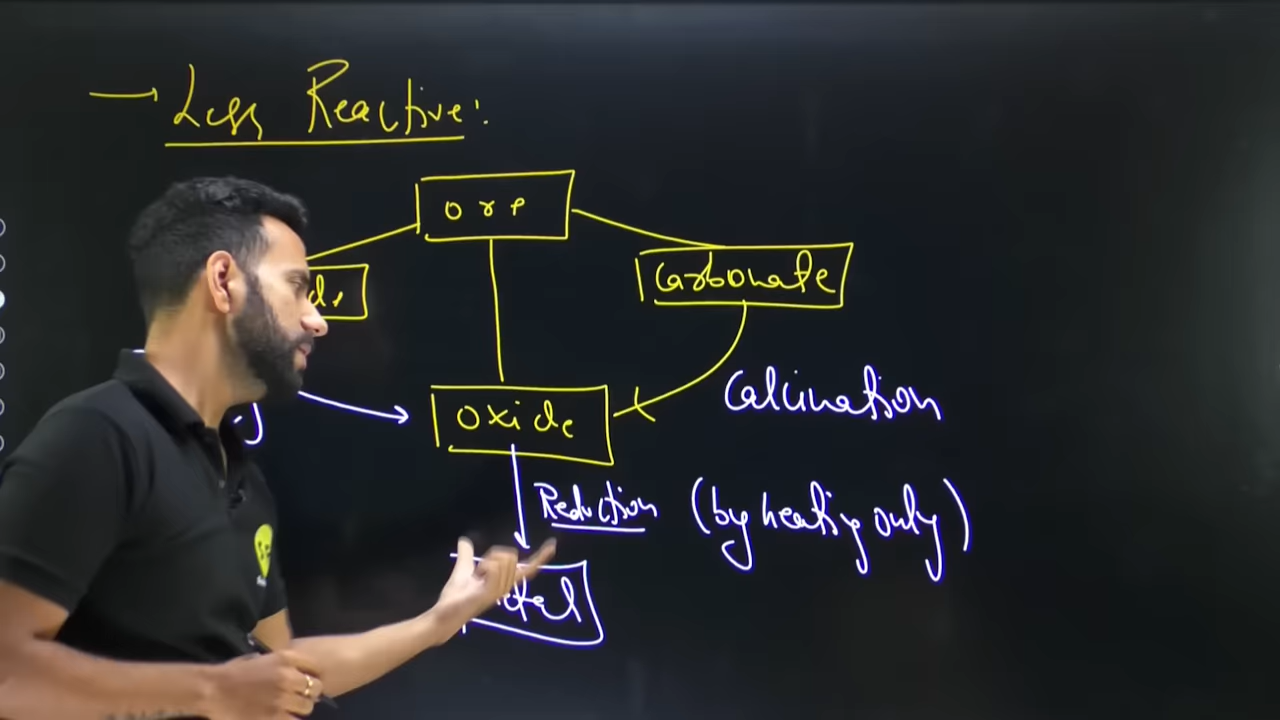 → Less Reactive:
Ore
Carbonate
Oxide
Calcination
Reduction (by heating only)